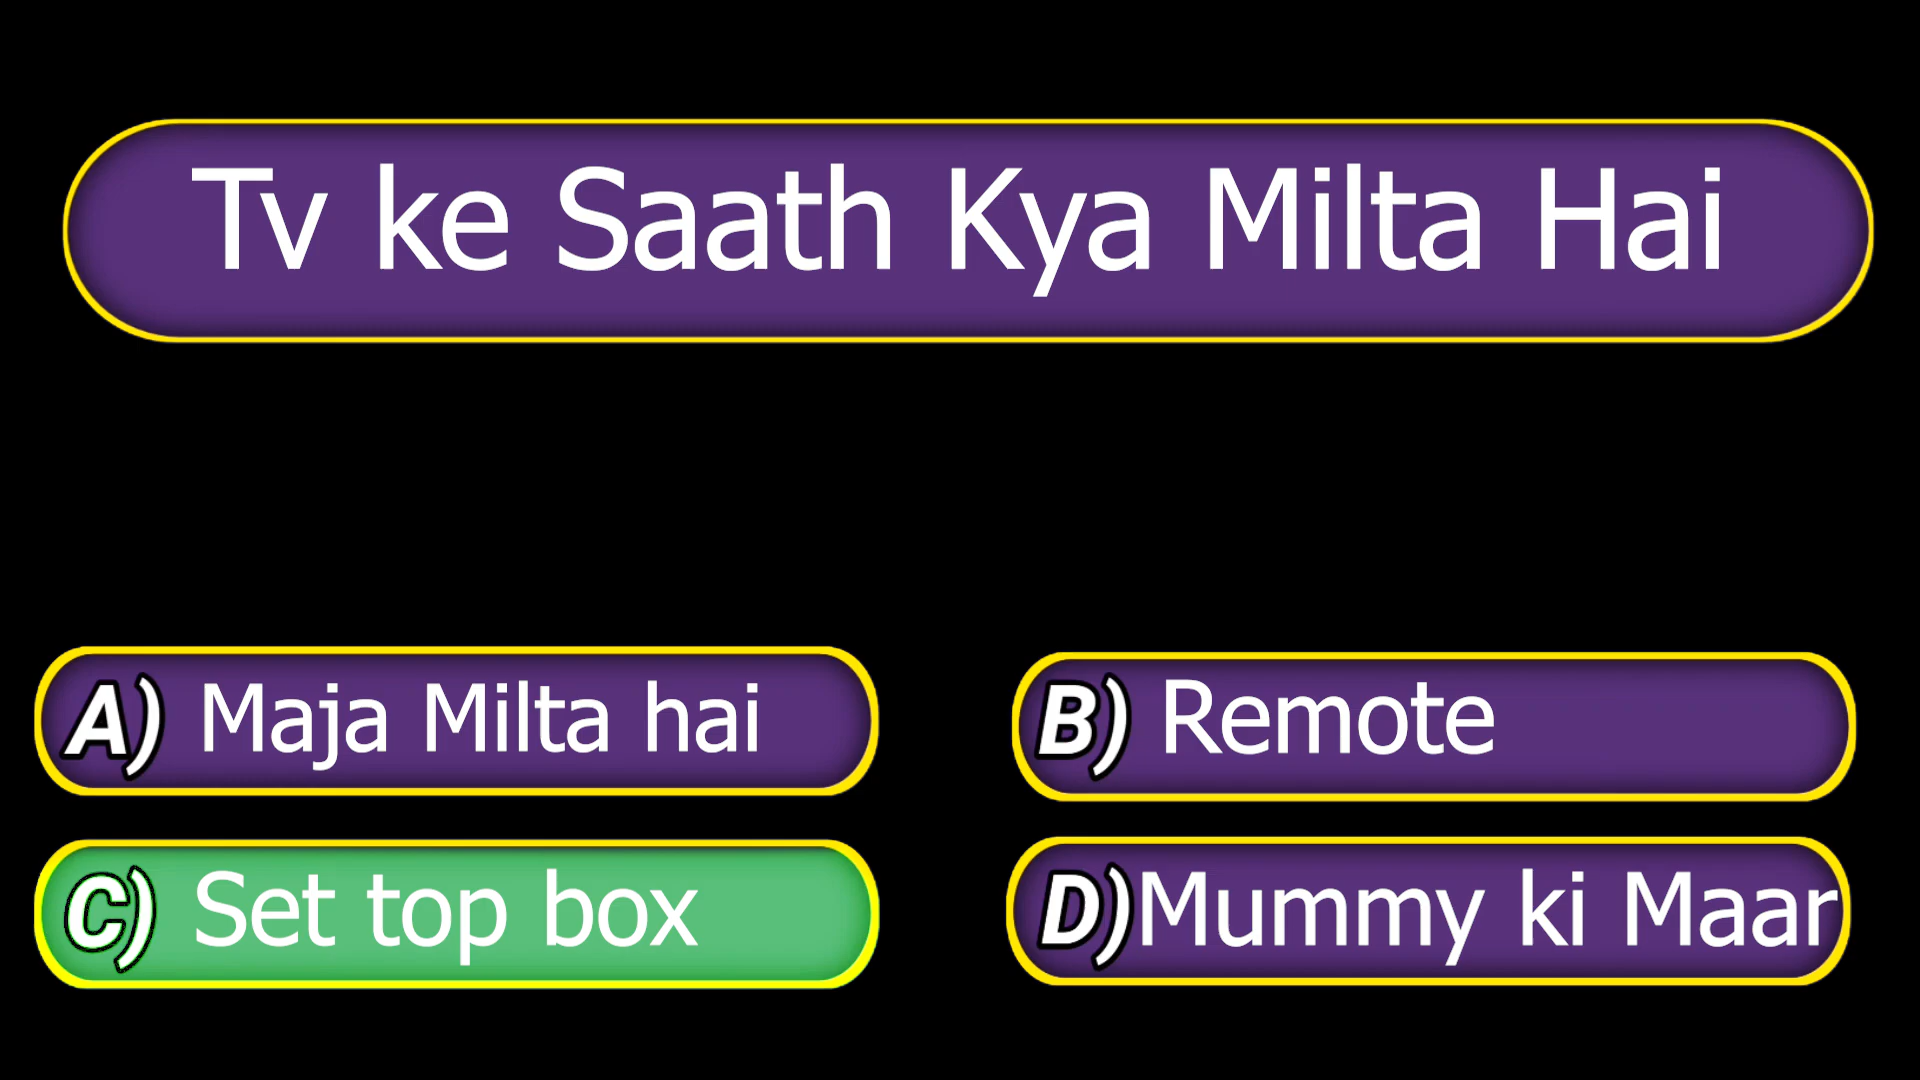 Tv ke Saath Kya Milta Hai
A) Maja Milta hai
B) Remote
C) Set top box
D)Mummy ki Maar